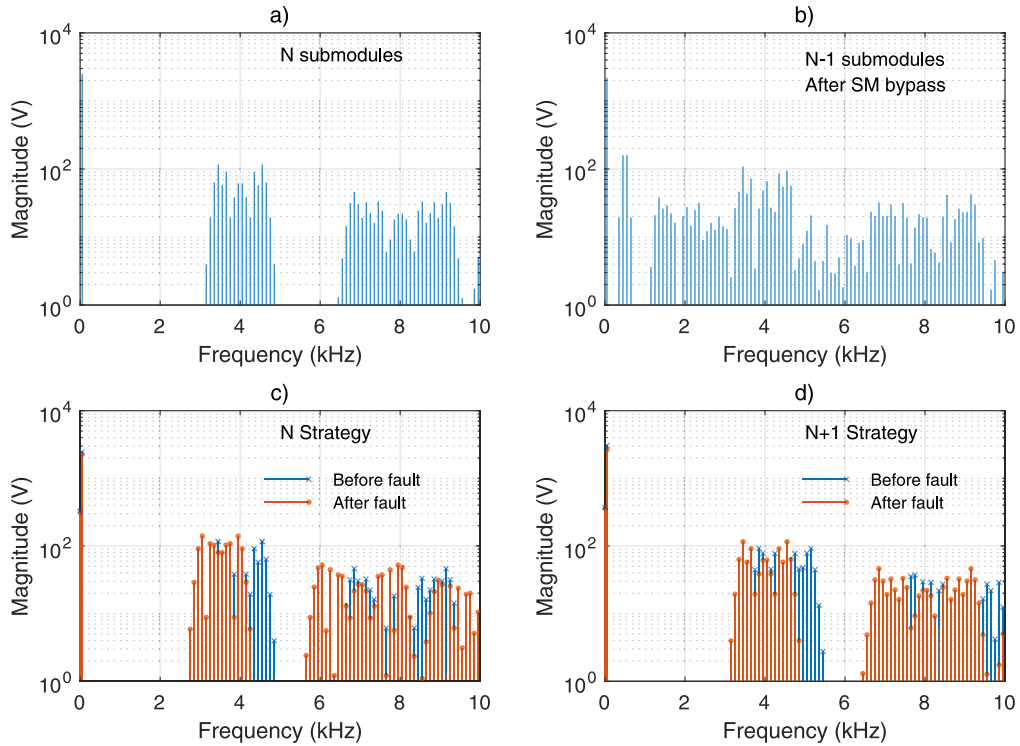 a)
N submodules
Magnitude (V)
10^4
10^2
10^0
0 2 4 6 8 10
Frequency (kHz)
b)
N-1 submodules
After SM bypass
Magnitude (V)
10^4
10^2
10^0
0 2 4 6 8 10
Frequency (kHz)
c)
N Strategy
Before fault
After fault
Magnitude (V)
10^4
10^2
10^0
0 2 4 6 8 10
Frequency (kHz)
d)
N+1 Strategy
Before fault
After fault
Magnitude (V)
10^4
10^2
10^0
0 2 4 6 8 10
Frequency (kHz)